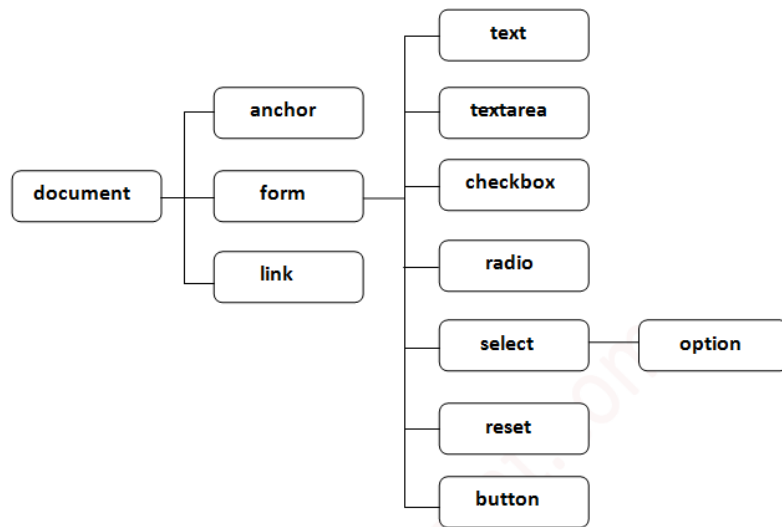 text
anchor
textarea
checkbox
document
form
link
radio
select
option
reset
button